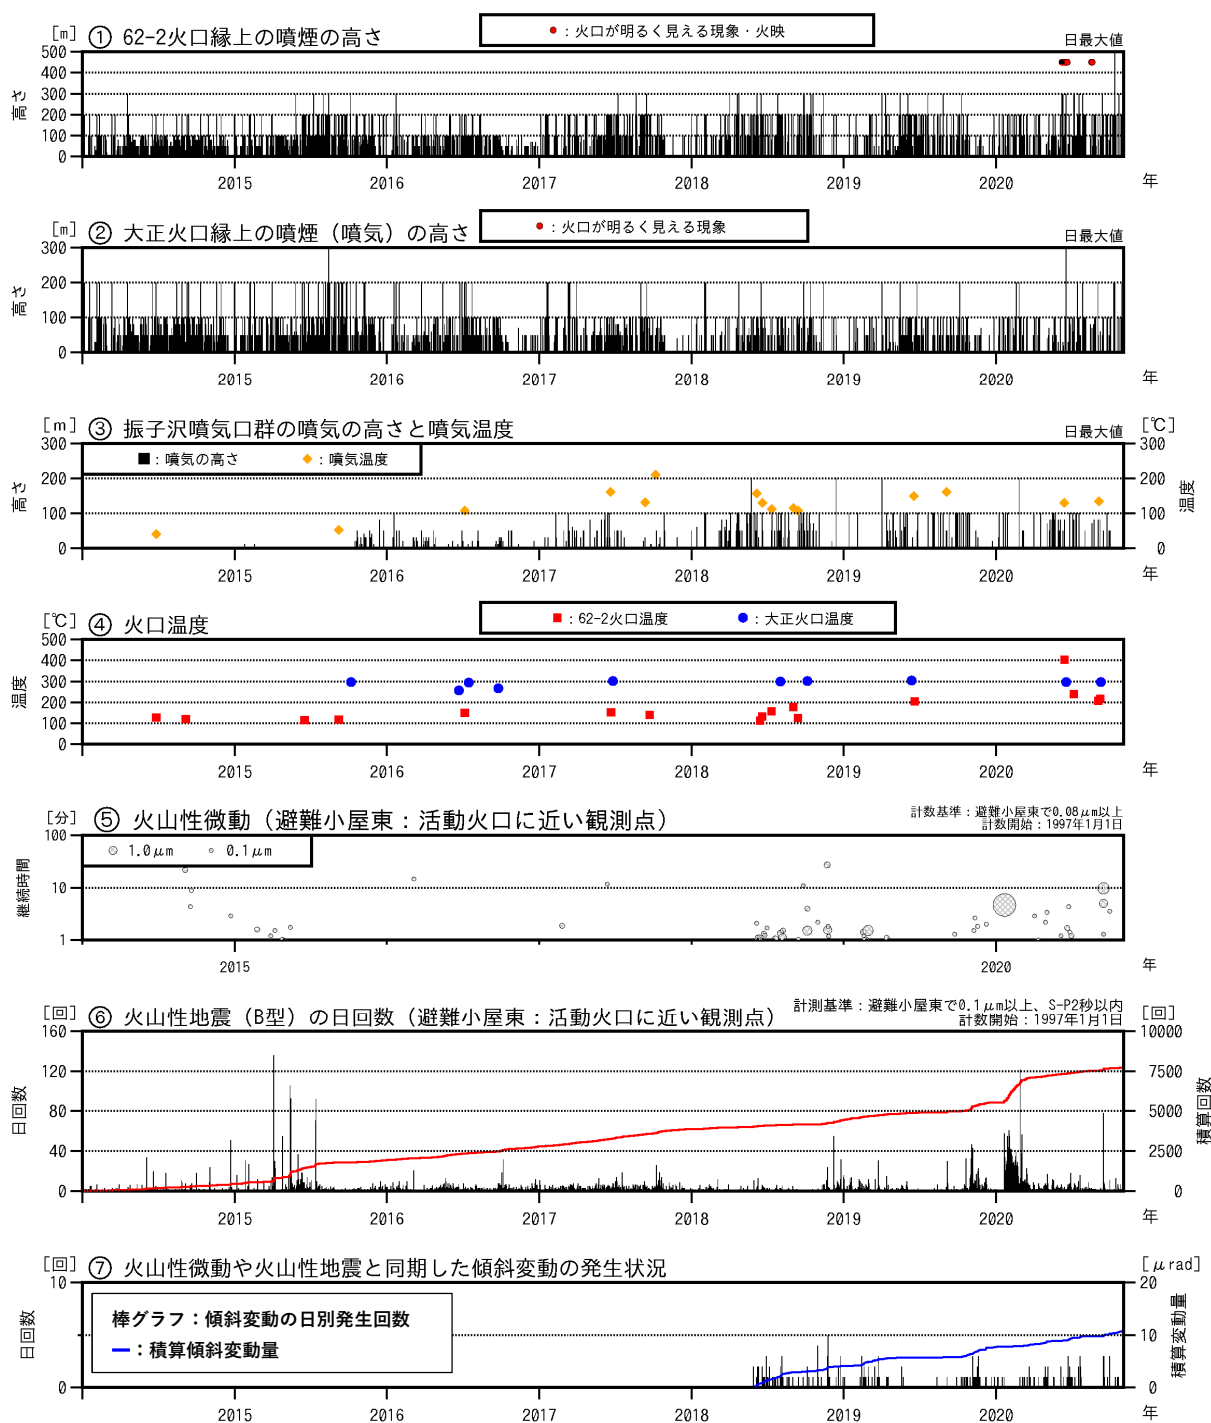 [m] ① 62-2火口縁上の噴煙の高さ
●：火口が明るく見える現象・火映
日最大値
500
400
300
200
100
0
高さ
2015 2016 2017 2018 2019 2020 年
[m] ② 大正火口縁上の噴煙（噴気）の高さ
●：火口が明るく見える現象
日最大値
300
200
100
0
高さ
2015 2016 2017 2018 2019 2020 年
[m] ③ 振子沢噴気口群の噴気の高さと噴気温度
日最大値 [℃]
■：噴気の高さ ◆：噴気温度
300
200
100
0
高さ
300
200
100
0
温度
2015 2016 2017 2018 2019 2020 年
[℃] ④ 火口温度
■：62-2火口温度 ●：大正火口温度
500
400
300
200
100
0
温度
2015 2016 2017 2018 2019 2020 年
[分] ⑤ 火山性微動（避難小屋東：活動火口に近い観測点）
計数基準：避難小屋東で0.08μm以上
計数開始：1997年1月1日
1.0μm 0.1μm
100
10
1
継続時間
2015 2020 年
[回] ⑥ 火山性地震（B型）の日回数（避難小屋東：活動火口に近い観測点）
計測基準：避難小屋東で0.1μm以上、S-P2秒以内
計数開始：1997年1月1日
[回]
160
120
80
40
0
日回数
10000
7500
5000
2500
0
積算回数
2015 2016 2017 2018 2019 2020 年
[回] ⑦ 火山性微動や火山性地震と同期した傾斜変動の発生状況
[μrad]
棒グラフ：傾斜変動の日別発生回数
━：積算傾斜変動量
10
0
日回数
20
10
0
積算変動量
2015 2016 2017 2018 2019 2020 年